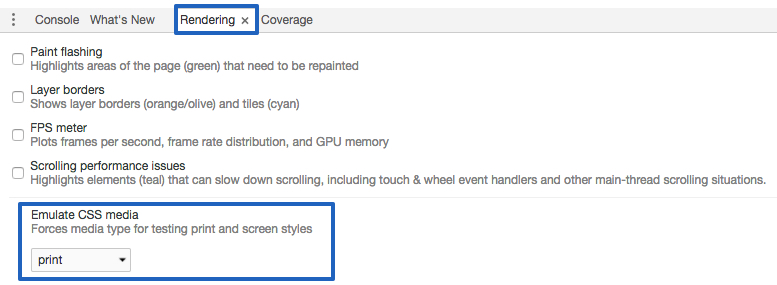 Console What's New Rendering × Coverage
Paint flashing
Highlights areas of the page (green) that need to be repainted
Layer borders
Shows layer borders (orange/olive) and tiles (cyan)
FPS meter
Plots frames per second, frame rate distribution, and GPU memory
Scrolling performance issues
Highlights elements (teal) that can slow down scrolling, including touch & wheel event handlers and other main-thread scrolling situations.
Emulate CSS media
Forces media type for testing print and screen styles
print